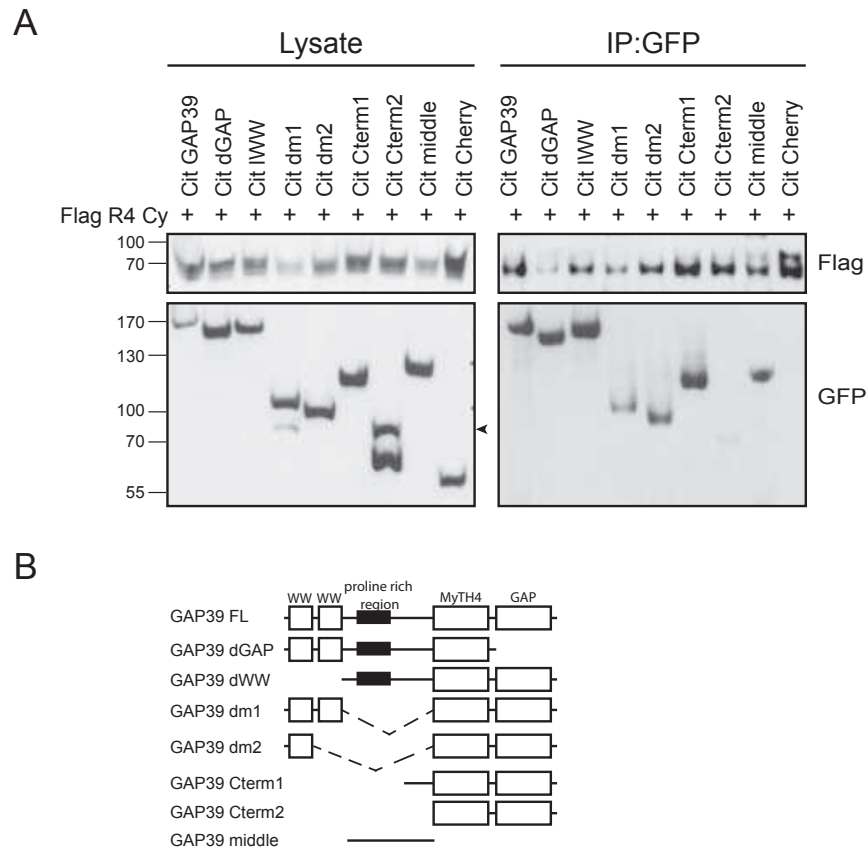 A
Lysate
IP:GFP
Cit GAP39
Cit dGAP
Cit lWW
Cit dm1
Cit dm2
Cit Cterm1
Cit Cterm2
Cit middle
Cit Cherry
Cit GAP39
Cit dGAP
Cit lWW
Cit dm1
Cit dm2
Cit Cterm1
Cit Cterm2
Cit middle
Cit Cherry
Flag R4 Cy + + + + + + + + + + + + + + + + + +
100
70
Flag
170
130
100
70
55
GFP
B
WW WW proline rich region MyTH4 GAP
GAP39 FL
GAP39 dGAP
GAP39 dWW
GAP39 dm1
GAP39 dm2
GAP39 Cterm1
GAP39 Cterm2
GAP39 middle